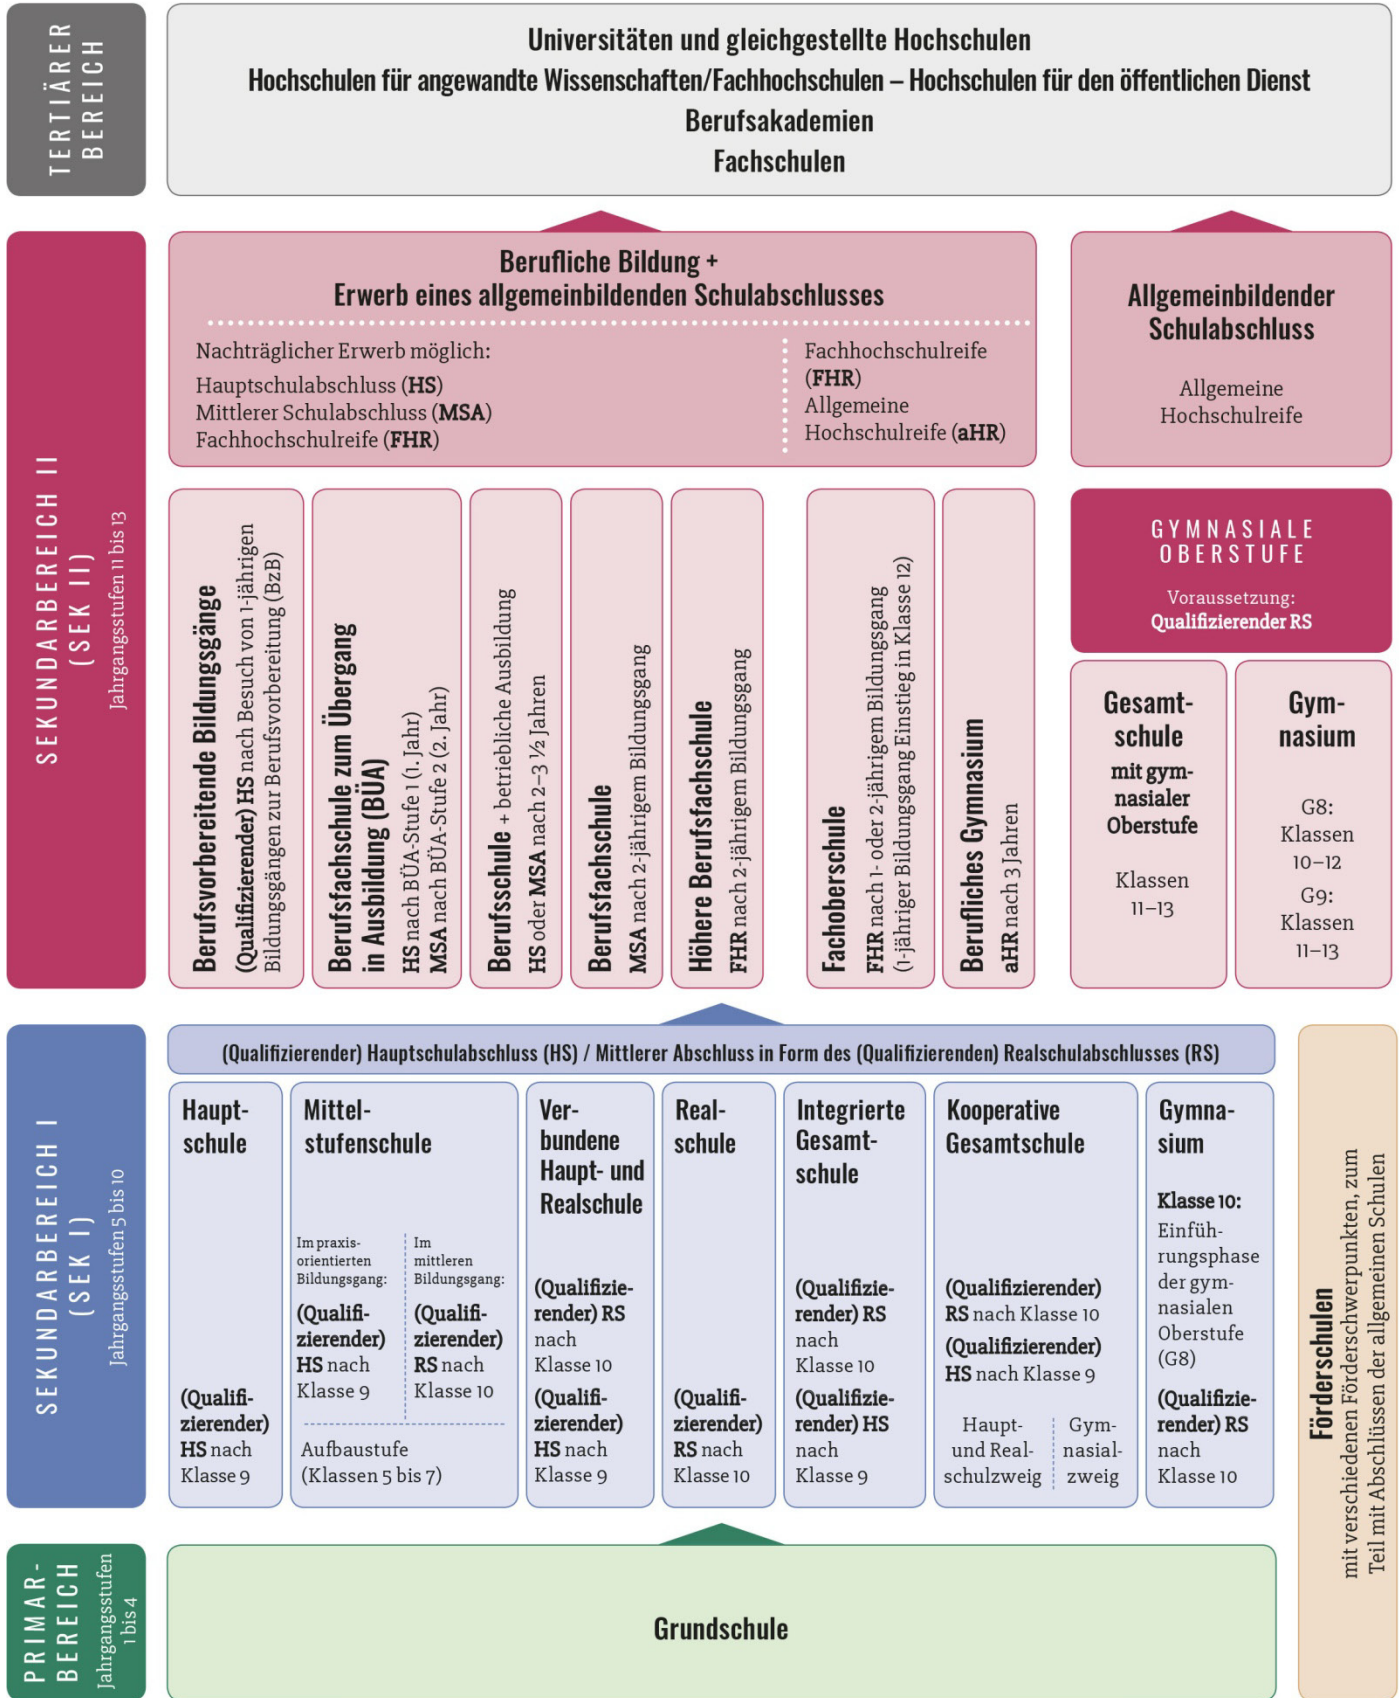 TERTIÄRER
BEREICH
Universitäten und gleichgestellte Hochschulen
Hochschulen für angewandte Wissenschaften/Fachhochschulen – Hochschulen für den öffentlichen Dienst
Berufsakademien
Fachschulen
SEKUNDARBEREICH II
(SEK II)
Jahrgangsstufen 11 bis 13
Berufliche Bildung +
Erwerb eines allgemeinbildenden Schulabschlusses
Nachträglicher Erwerb möglich:
Hauptschulabschluss (HS)
Mittlerer Schulabschluss (MSA)
Fachhochschulreife (FHR)
Fachhochschulreife
(FHR)
Allgemeine
Hochschulreife (aHR)
Allgemeinbildender
Schulabschluss
Allgemeine
Hochschulreife
Berufsvorbereitende Bildungsgänge
(Qualifizierender) HS nach Besuch von 1-jährigen
Bildungsgängen zur Berufsvorbereitung (BzB)
Berufsfachschule zum Übergang
in Ausbildung (BÜA)
HS nach BÜA-Stufe 1 (1. Jahr)
MSA nach BÜA-Stufe 2 (2. Jahr)
Berufsschule + betriebliche Ausbildung
HS oder MSA nach 2–3 ½ Jahren
Berufsfachschule
MSA nach 2-jährigem Bildungsgang
Höhere Berufsfachschule
FHR nach 2-jährigem Bildungsgang
Fachoberschule
FHR nach 1- oder 2-jährigem Bildungsgang
(1-jähriger Bildungsgang Einstieg in Klasse 12)
Berufliches Gymnasium
aHR nach 3 Jahren
GYMNASIALE
OBERSTUFE
Voraussetzung:
Qualifizierender RS
Gesamt-
schule
mit gym-
nasialer
Oberstufe
Klassen
11–13
Gym-
nasium
G8:
Klassen
10–12
G9:
Klassen
11–13
SEKUNDARBEREICH I
(SEK I)
Jahrgangsstufen 5 bis 10
(Qualifizierender) Hauptschulabschluss (HS) / Mittlerer Abschluss in Form des (Qualifizierenden) Realschulabschlusses (RS)
Haupt-
schule
(Qualifi-
zierender)
HS nach
Klasse 9
Mittel-
stufenschule
Im praxis-
orientierten
Bildungsgang:
(Qualifi-
zierender)
HS nach
Klasse 9
Im
mittleren
Bildungsgang:
(Qualifi-
zierender)
RS nach
Klasse 10
Aufbaustufe
(Klassen 5 bis 7)
Ver-
bundene
Haupt- und
Realschule
(Qualifizie-
render) RS
nach
Klasse 10
(Qualifi-
zierender)
HS nach
Klasse 9
Real-
schule
(Qualifi-
zierender)
RS nach
Klasse 10
Integrierte
Gesamt-
schule
(Qualifizie-
render) RS
nach
Klasse 10
(Qualifizie-
render) HS
nach
Klasse 9
Kooperative
Gesamtschule
(Qualifizierender)
RS nach Klasse 10
(Qualifizierender)
HS nach Klasse 9
Haupt-
und Real-
schulzweig
Gym-
nasial-
zweig
Gymna-
sium
Klasse 10:
Einfüh-
rungsphase
der gym-
nasialen
Oberstufe
(G8)
(Qualifizie-
render) RS
nach
Klasse 10
Förderschulen
mit verschiedenen Förderschwerpunkten, zum
Teil mit Abschlüssen der allgemeinen Schulen
PRIMAR-
BEREICH
Jahrgangsstufen
1 bis 4
Grundschule